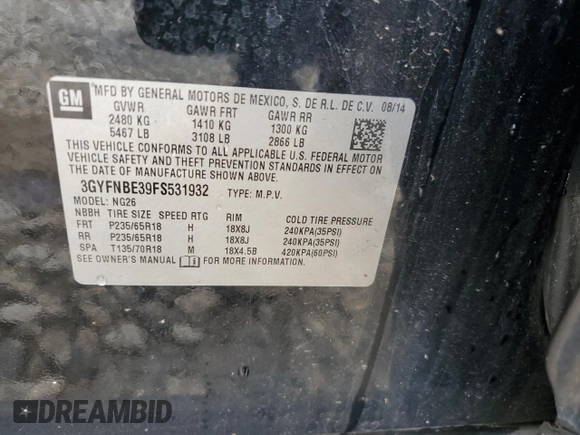 GM
MFD BY GENERAL MOTORS DE MEXICO, S. DE R.L. DE C.V. 08/14
GVWR GAWR FRT GAWR RR
2480 KG 1410 KG 1300 KG
5467 LB 3108 LB 2866 LB
THIS VEHICLE CONFORMS TO ALL APPLICABLE U.S. FEDERAL MOTOR
VEHICLE SAFETY AND THEFT PREVENTION STANDARDS IN EFFECT ON
THE DATE OF MANUFACTURE SHOWN ABOVE.
3GYFNBE39FS531932 TYPE: M.P.V.
MODEL: NG26
NBBH TIRE SIZE SPEED RTG RIM COLD TIRE PRESSURE
FRT P235/65R18 H 18X8J 240KPA(35PSI)
RR P235/65R18 H 18X8J 240KPA(35PSI)
SPA T135/70R18 M 18X4.5B 420KPA(60PSI)
SEE OWNER'S MANUAL FOR MORE INFORMATION
DREAMBID